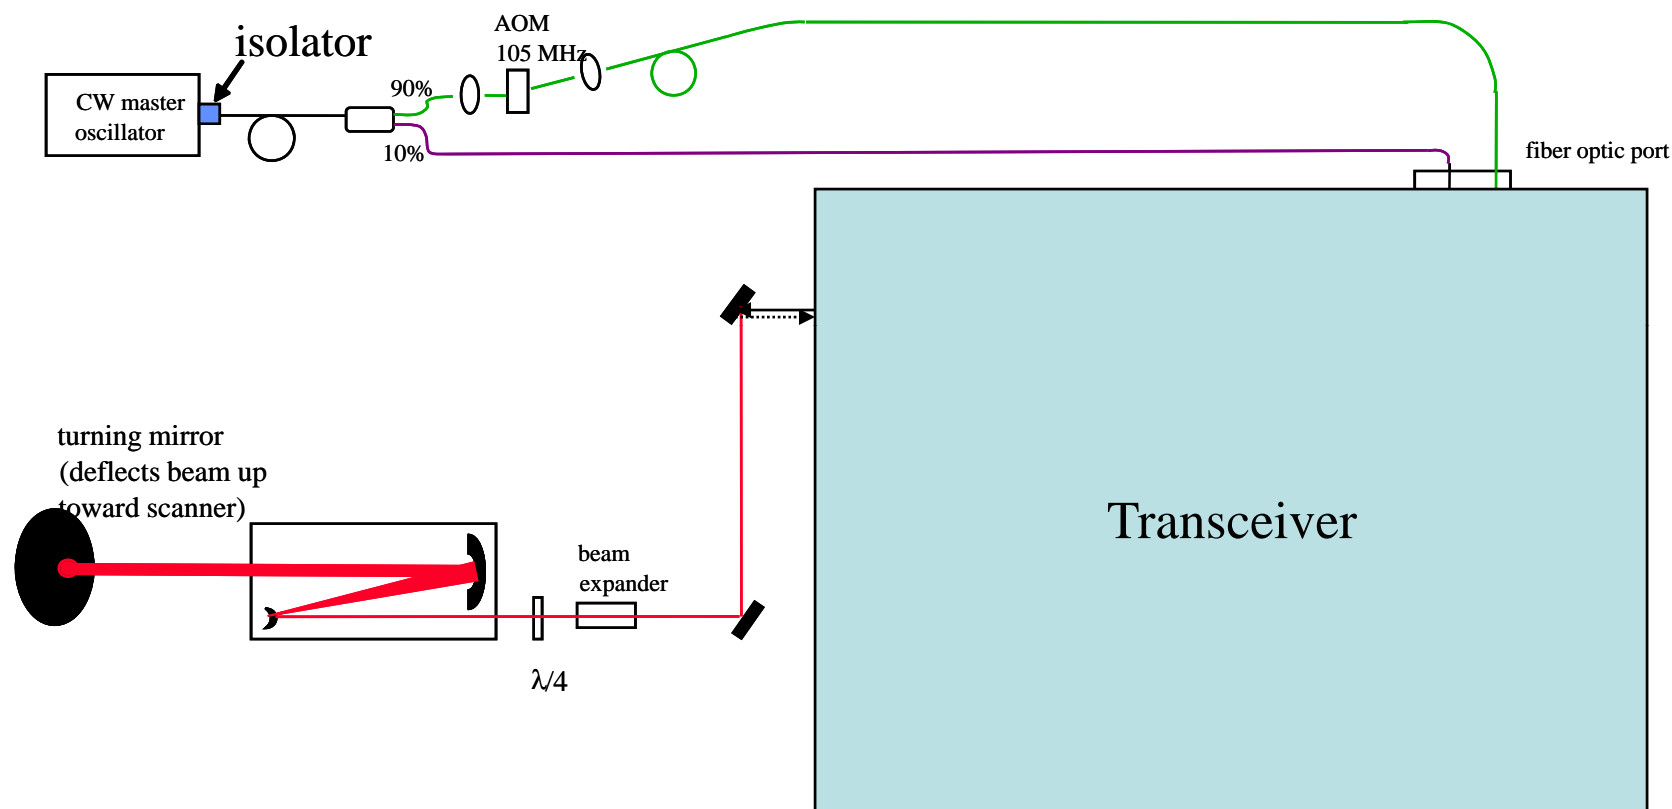 isolator
AOM
105 MHz
CW master
oscillator
90%
10%
fiber optic port
turning mirror
(deflects beam up
toward scanner)
beam
expander
λ/4
Transceiver